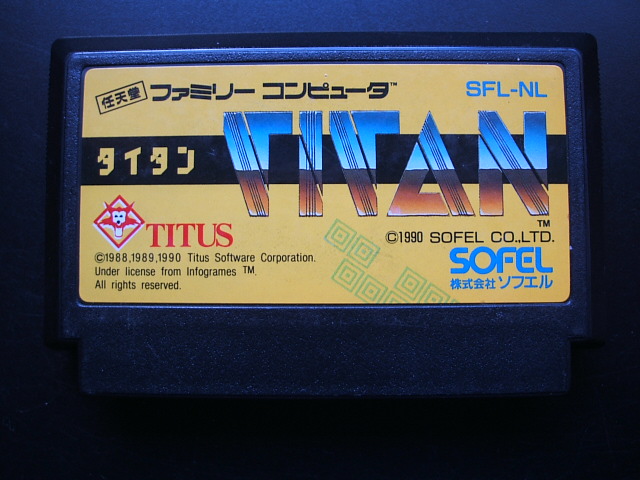 任天堂 ファミリー コンピュータ™ SFL-NL
タイタン TITAN™
TITUS
©1990 SOFEL CO.,LTD.
©1988,1989,1990 Titus Software Corporation.
Under license from Infogrames ™.
All rights reserved.
SOFEL
株式会社 ソフエル